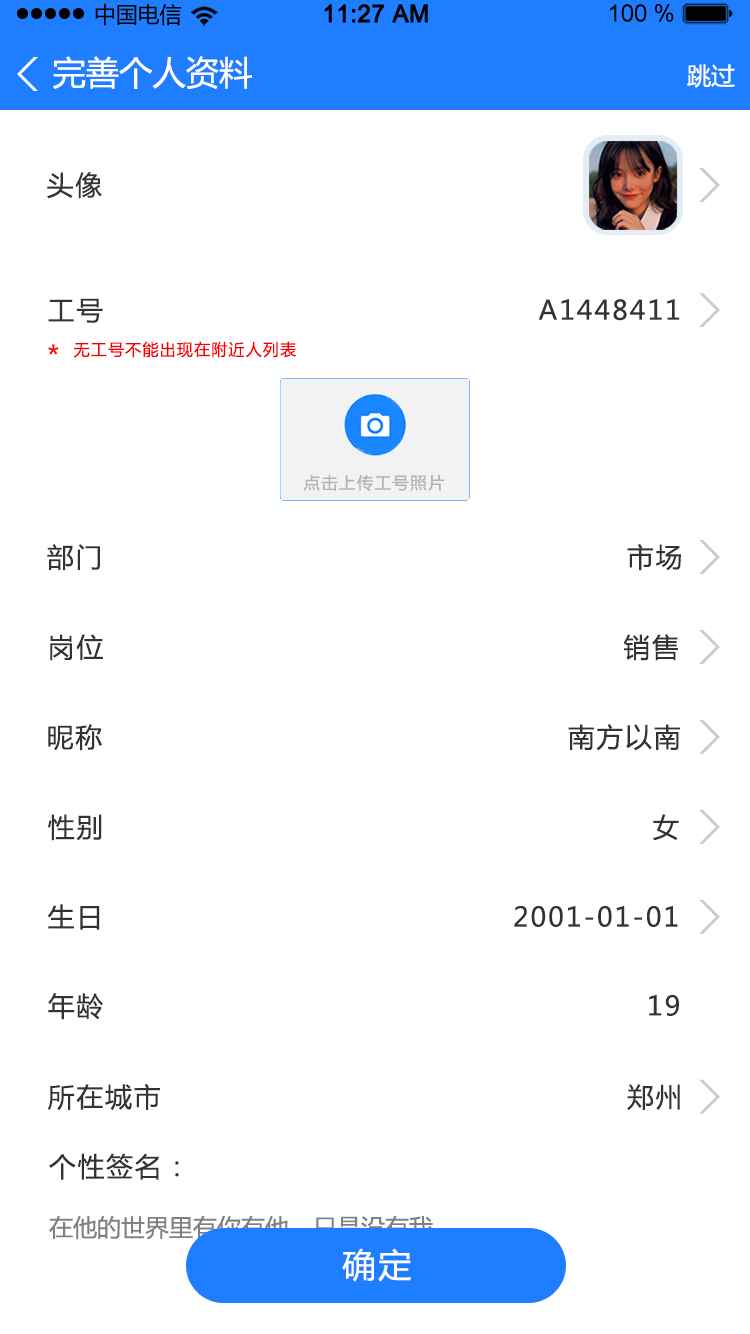 中国电信 11:27 AM 100 %
完善个人资料 跳过
头像
工号 A1448411
* 无工号不能出现在附近人列表
点击上传工号照片
部门 市场
岗位 销售
昵称 南方以南
性别 女
生日 2001-01-01
年龄 19
所在城市 郑州
个性签名：
在他的世界里有你有他，只是没有我
确定